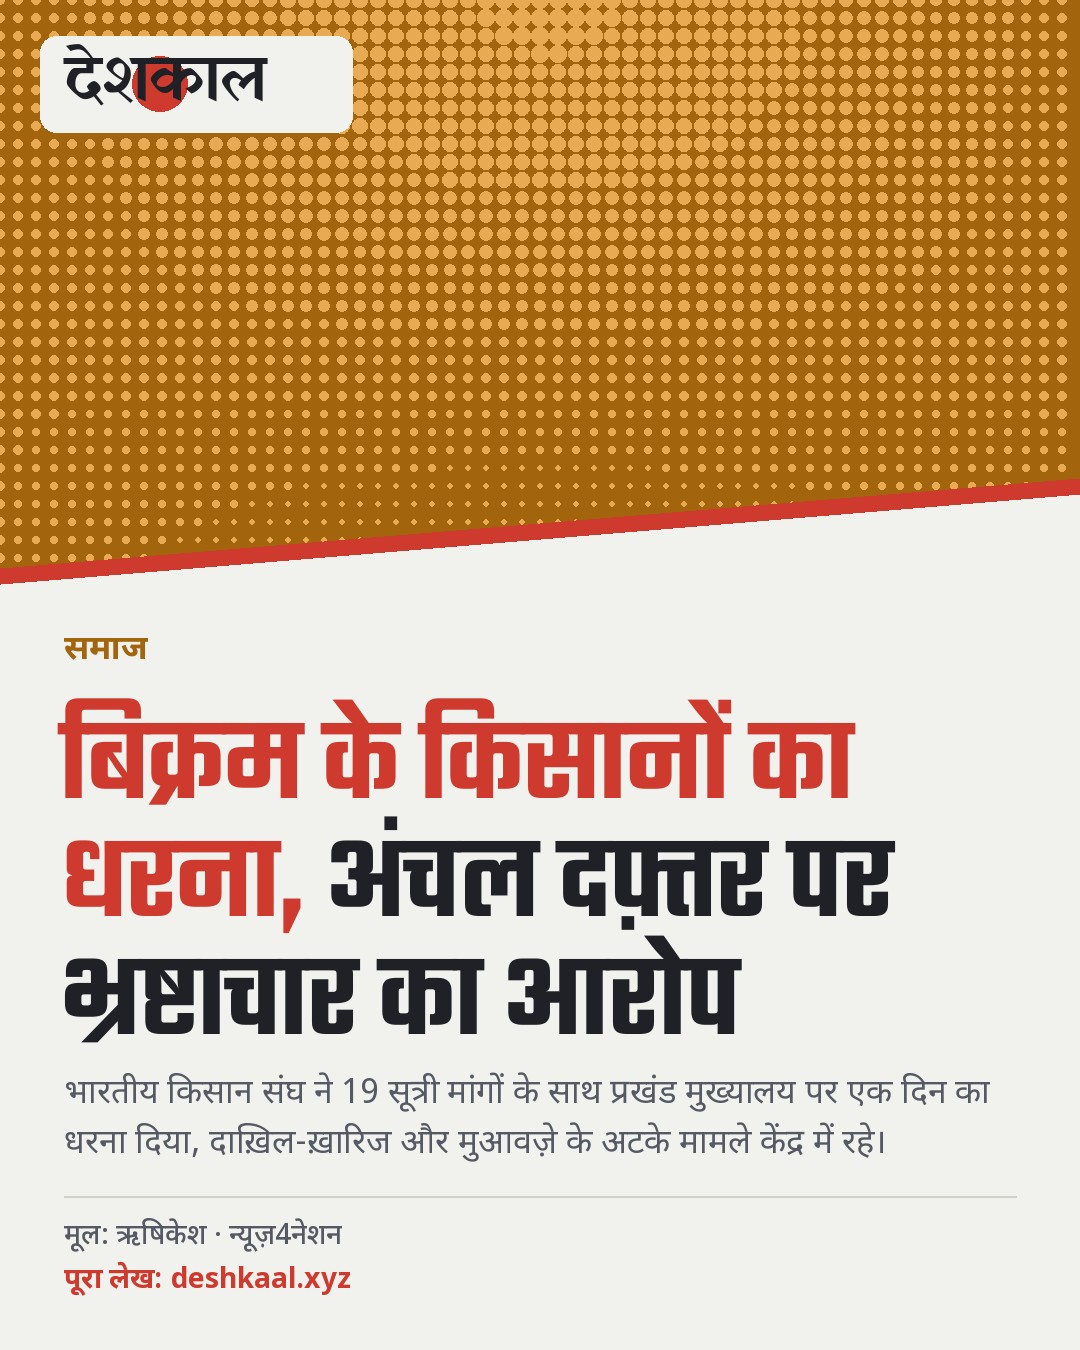 देशकाल
समाज
बिक्रम के किसानों का
धरना, अंचल दफ़्तर पर
भ्रष्टाचार का आरोप
भारतीय किसान संघ ने 19 सूत्री मांगों के साथ प्रखंड मुख्यालय पर एक दिन का
धरना दिया, दाख़िल-ख़ारिज और मुआवज़े के अटके मामले केंद्र में रहे।
मूल: ऋषिकेश · न्यूज़4नेशन
पूरा लेख: deshkaal.xyz